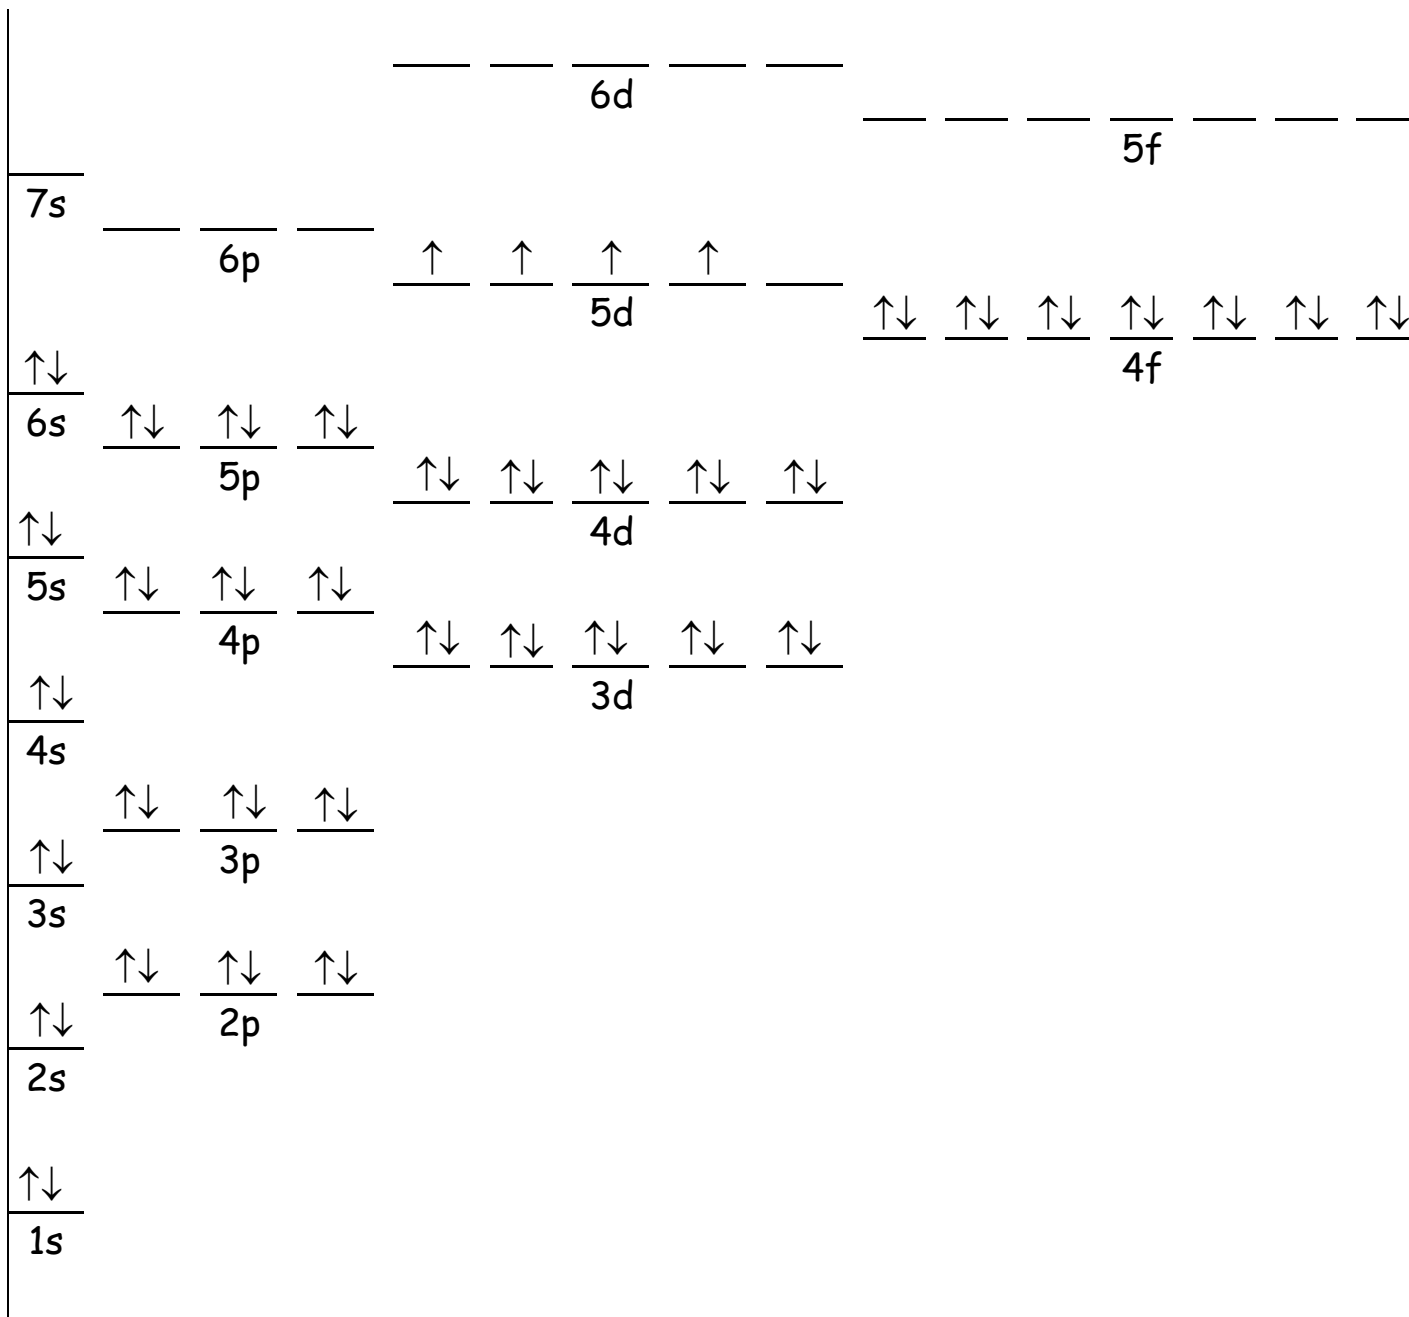 6d
5f
7s
6p
↑ ↑ ↑ ↑
5d
↑↓ ↑↓ ↑↓ ↑↓ ↑↓ ↑↓ ↑↓
4f
↑↓
6s
↑↓ ↑↓ ↑↓
5p
↑↓ ↑↓ ↑↓ ↑↓ ↑↓
4d
↑↓
5s
↑↓ ↑↓ ↑↓
4p
↑↓ ↑↓ ↑↓ ↑↓ ↑↓
3d
↑↓
4s
↑↓ ↑↓ ↑↓
3p
↑↓
3s
↑↓ ↑↓ ↑↓
2p
↑↓
2s
↑↓
1s